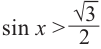 sin x > √3/2